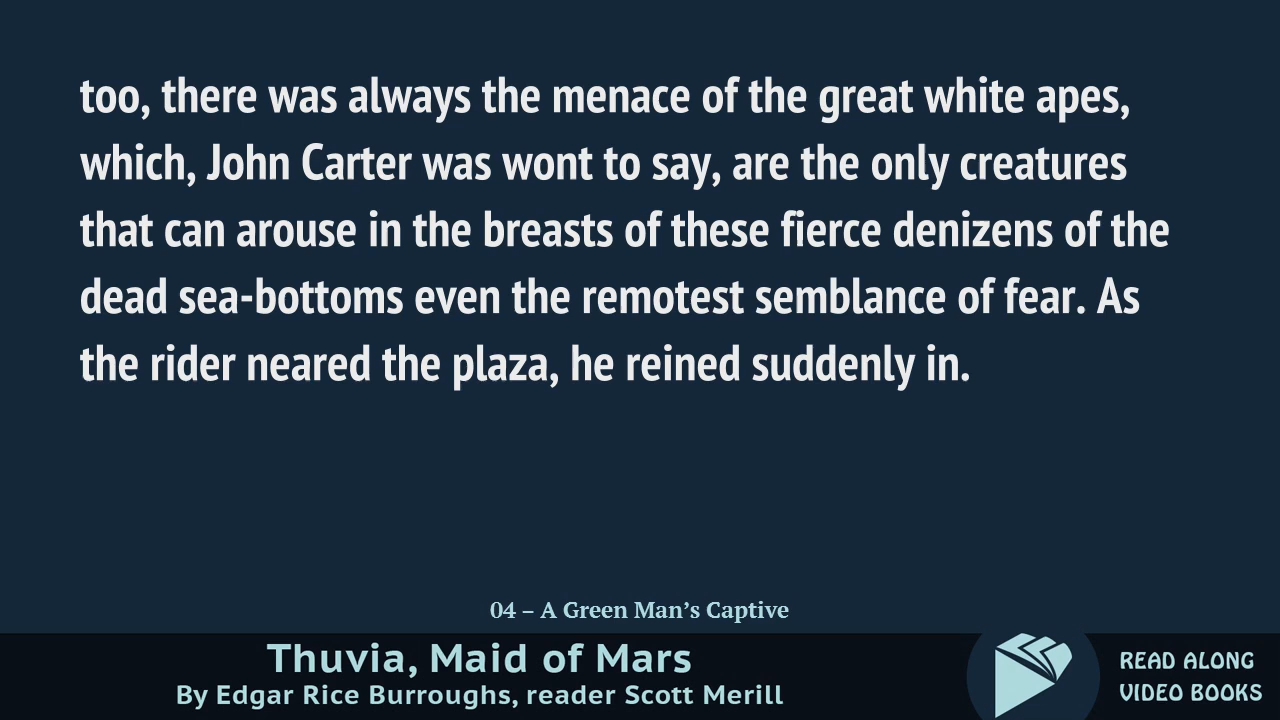 too, there was always the menace of the great white apes,
which, John Carter was wont to say, are the only creatures
that can arouse in the breasts of these fierce denizens of the
dead sea-bottoms even the remotest semblance of fear. As
the rider neared the plaza, he reined suddenly in.
04 – A Green Man’s Captive
Thuvia, Maid of Mars
By Edgar Rice Burroughs, reader Scott Merill
READ ALONG
VIDEO BOOKS